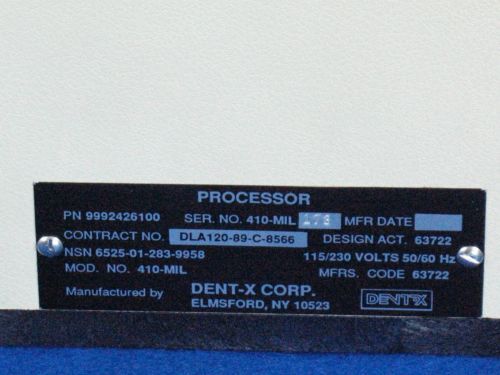 PROCESSOR
PN 9992426100 SER. NO. 410-MIL 173 MFR DATE
CONTRACT NO. DLA120-89-C-8566 DESIGN ACT. 63722
NSN 6525-01-283-9958 115/230 VOLTS 50/60 Hz
MOD. NO. 410-MIL MFRS. CODE 63722
Manufactured by DENT-X CORP. DENT-X
ELMSFORD, NY 10523